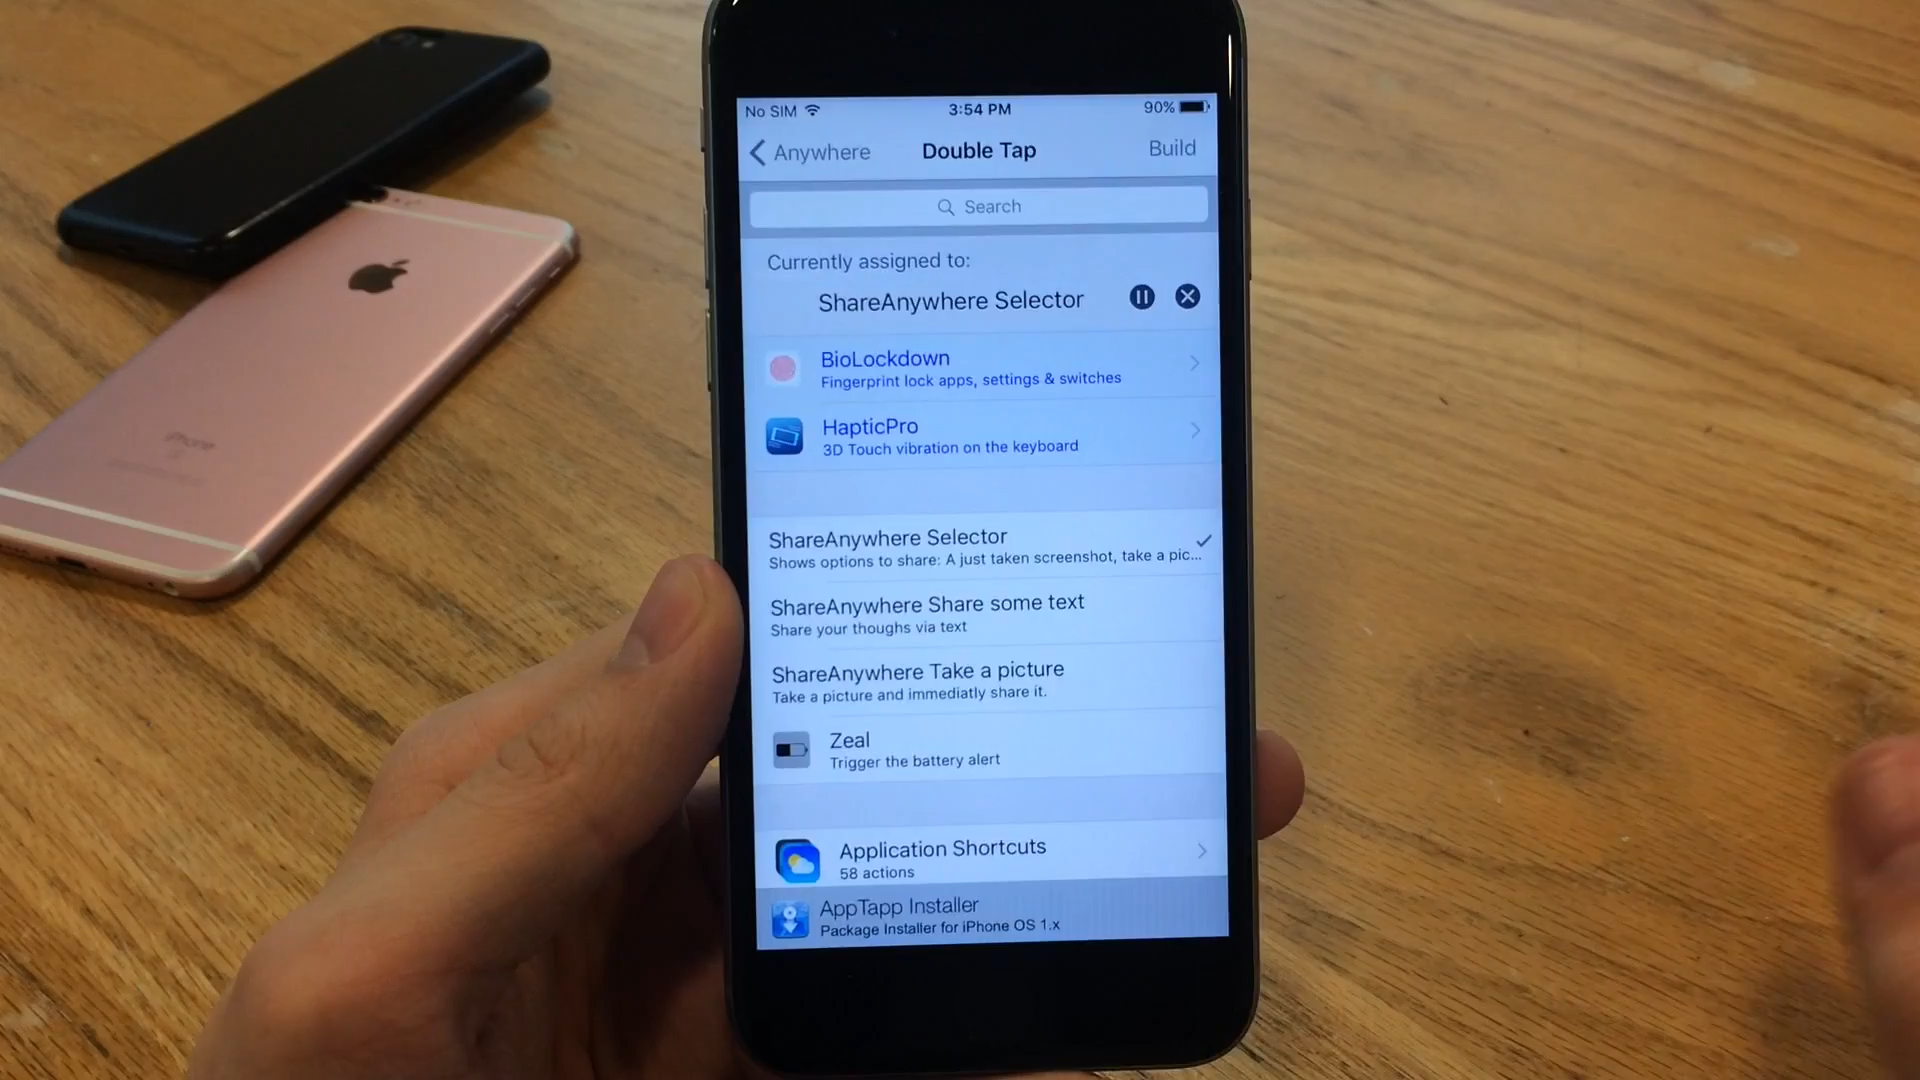 No SIM 3:54 PM 90%
Anywhere Double Tap Build
Search
Currently assigned to:
ShareAnywhere Selector
BioLockdown
Fingerprint lock apps, settings & switches
HapticPro
3D Touch vibration on the keyboard
ShareAnywhere Selector
Shows options to share: A just taken screenshot, take a pic...
ShareAnywhere Share some text
Share your thoughs via text
ShareAnywhere Take a picture
Take a picture and immediatly share it.
Zeal
Trigger the battery alert
Application Shortcuts
58 actions
AppTapp Installer
Package Installer for iPhone OS 1.x
iPhone
S